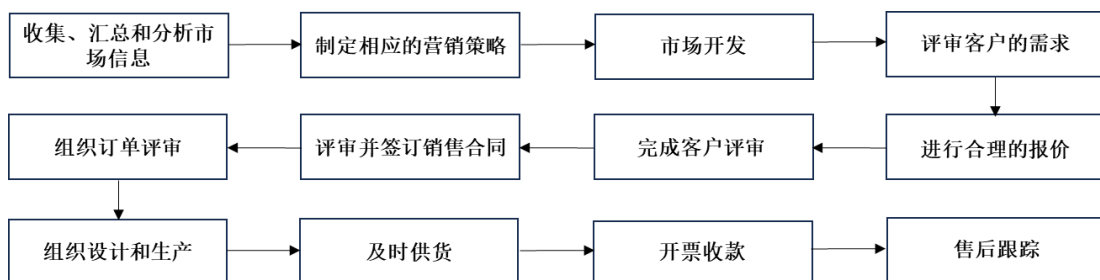 收集、汇总和分析市
场信息
制定相应的营销策略
市场开发
评审客户的需求
进行合理的报价
完成客户评审
评审并签订销售合同
组织订单评审
组织设计和生产
及时供货
开票收款
售后跟踪